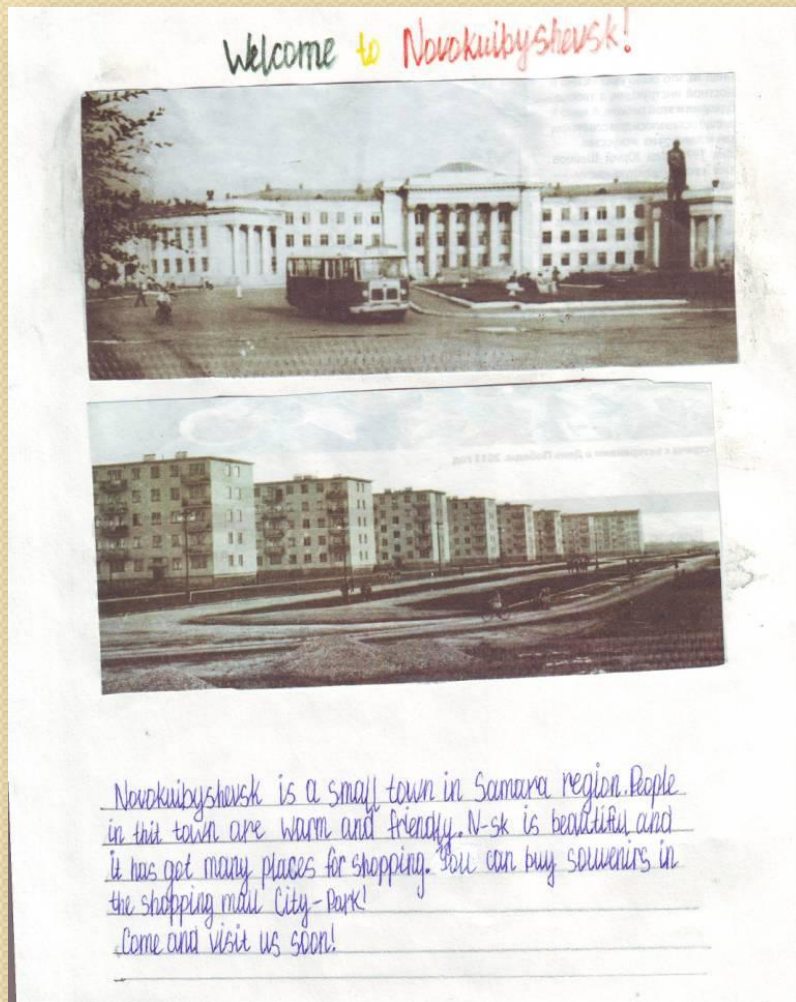 Welcome to Novokuibyshevsk!
Novokuibyshevsk is a small town in Samara region. People
in thit town are warm and friendly. N-sk is beautiful and
it has got many places for shopping. You can buy souvenirs in
the shopping mall City-Park!
Come and visit us soon!